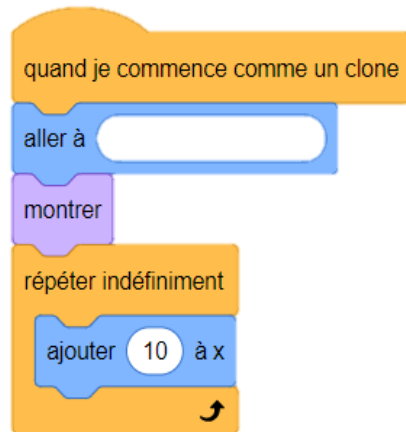 quand je commence comme un clone
aller à
montrer
répéter indéfiniment
ajouter 10 à x